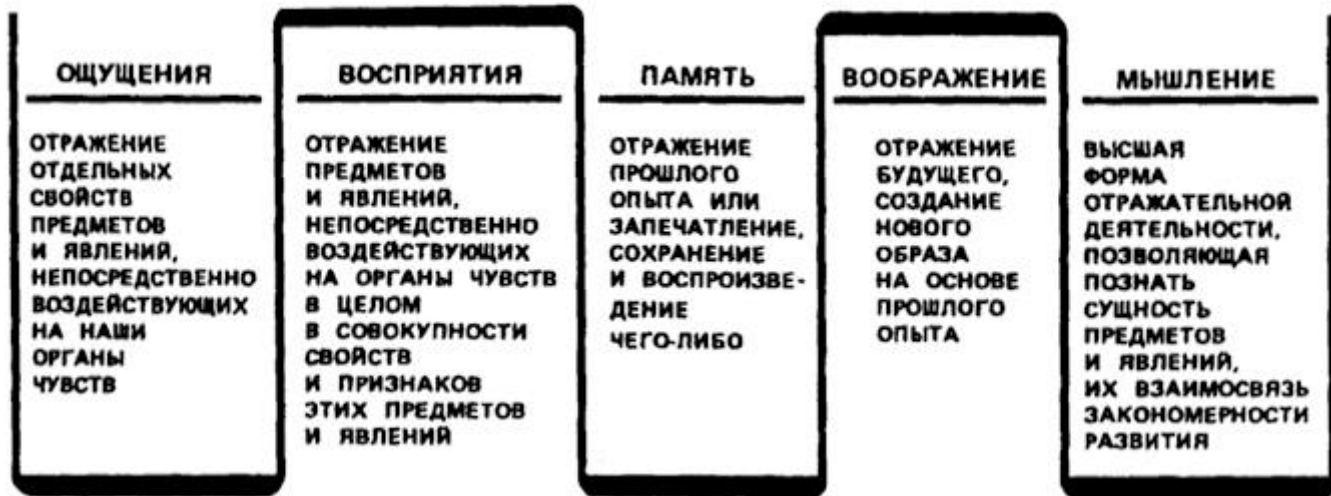 ОЩУЩЕНИЯ
ОТРАЖЕНИЕ
ОТДЕЛЬНЫХ
СВОЙСТВ
ПРЕДМЕТОВ
И ЯВЛЕНИЙ,
НЕПОСРЕДСТВЕННО
ВОЗДЕЙСТВУЮЩИХ
НА НАШИ
ОРГАНЫ
ЧУВСТВ
ВОСПРИЯТИЯ
ОТРАЖЕНИЕ
ПРЕДМЕТОВ
И ЯВЛЕНИЙ,
НЕПОСРЕДСТВЕННО
ВОЗДЕЙСТВУЮЩИХ
НА ОРГАНЫ ЧУВСТВ
В ЦЕЛОМ
В СОВОКУПНОСТИ
СВОЙСТВ
И ПРИЗНАКОВ
ЭТИХ ПРЕДМЕТОВ
И ЯВЛЕНИЙ
ПАМЯТЬ
ОТРАЖЕНИЕ
ПРОШЛОГО
ОПЫТА ИЛИ
ЗАПЕЧАТЛЕНИЕ,
СОХРАНЕНИЕ
И ВОСПРОИЗВЕ-
ДЕНИЕ
ЧЕГО-ЛИБО
ВООБРАЖЕНИЕ
ОТРАЖЕНИЕ
БУДУЩЕГО,
СОЗДАНИЕ
НОВОГО
ОБРАЗА
НА ОСНОВЕ
ПРОШЛОГО
ОПЫТА
МЫШЛЕНИЕ
ВЫСШАЯ
ФОРМА
ОТРАЖАТЕЛЬНОЙ
ДЕЯТЕЛЬНОСТИ,
ПОЗВОЛЯЮЩАЯ
ПОЗНАТЬ
СУЩНОСТЬ
ПРЕДМЕТОВ
И ЯВЛЕНИЙ,
ИХ ВЗАИМОСВЯЗЬ
ЗАКОНОМЕРНОСТИ
РАЗВИТИЯ